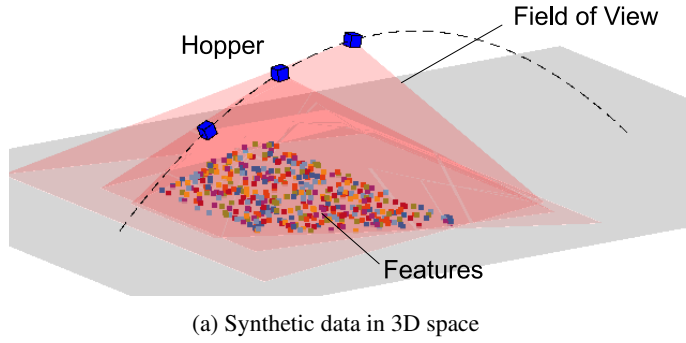 Field of View
Hopper
Features
(a) Synthetic data in 3D space